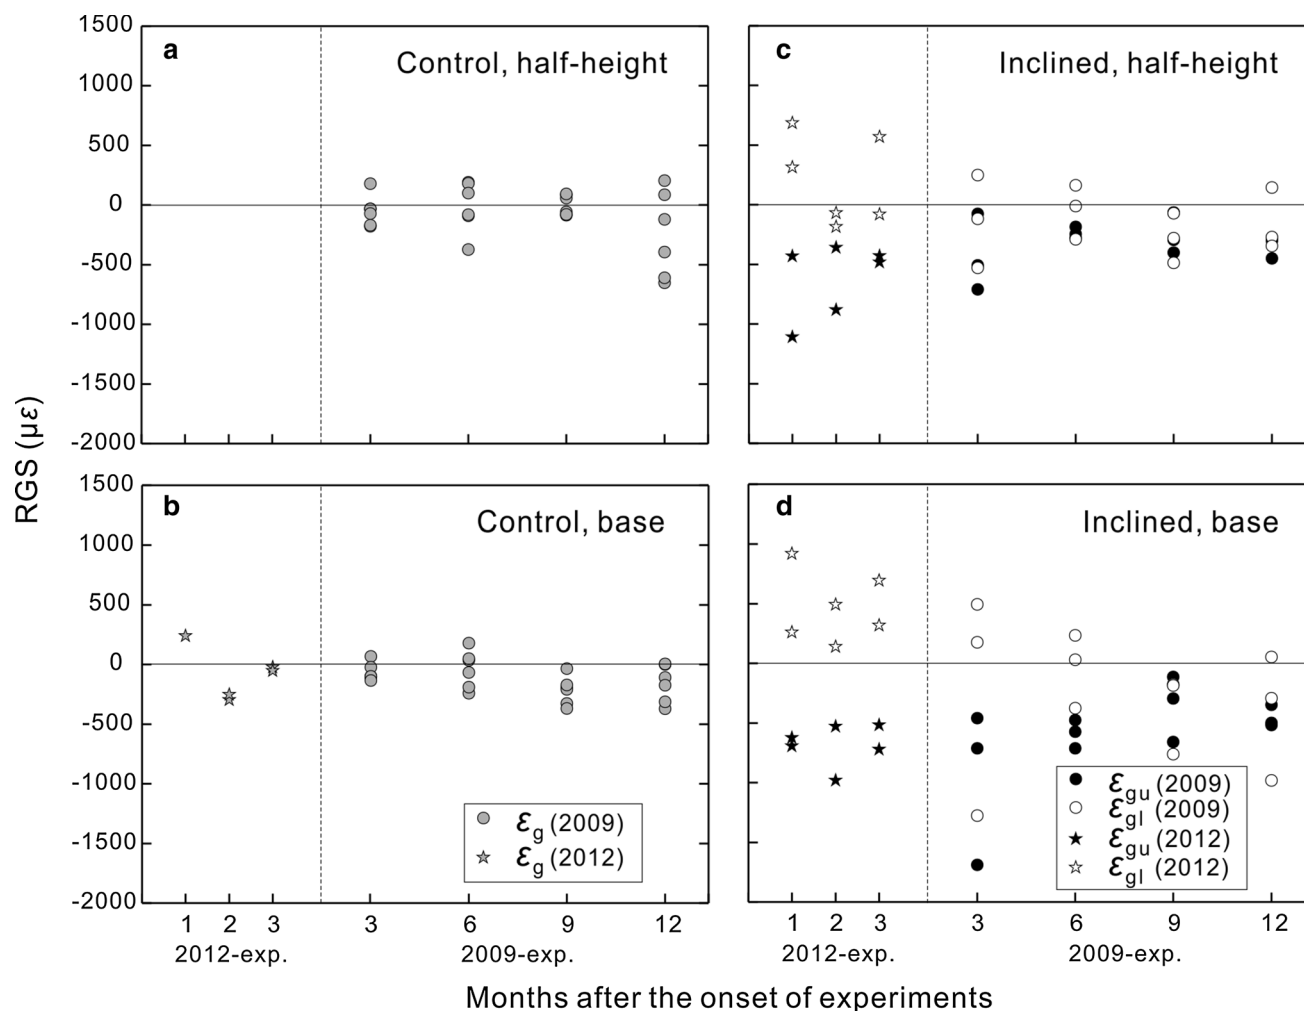 a
Control, half-height
1500
1000
500
0
-500
-1000
-1500
-2000
c
Inclined, half-height
RGS (με)
b
Control, base
1500
1000
500
0
-500
-1000
-1500
-2000
εg (2009)
εg (2012)
1 2 3 3 6 9 12
2012-exp. 2009-exp.
d
Inclined, base
εgu (2009)
εgl (2009)
εgu (2012)
εgl (2012)
1 2 3 3 6 9 12
2012-exp. 2009-exp.
Months after the onset of experiments